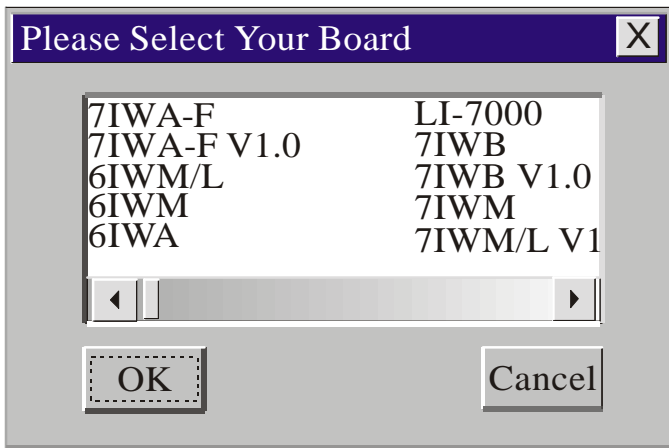 Please Select Your Board X
7IWA-F
7IWA-F V1.0
6IWM/L
6IWM
6IWA
LI-7000
7IWB
7IWB V1.0
7IWM
7IWM/L V1
OK
Cancel